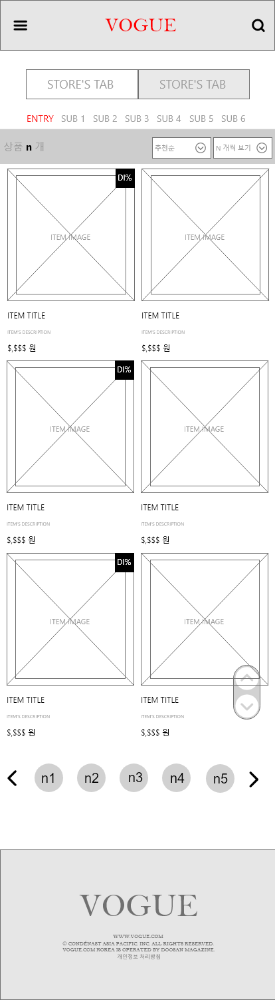 VOGUE
STORE'S TAB STORE'S TAB
ENTRY SUB 1 SUB 2 SUB 3 SUB 4 SUB 5 SUB 6
상품 n 개 추천순 N 개씩 보기
DI%
ITEM IMAGE ITEM IMAGE
ITEM TITLE ITEM TITLE
ITEM'S DESCRIPTION ITEM'S DESCRIPTION
$,$$$ 원 $,$$$ 원
DI%
ITEM IMAGE ITEM IMAGE
ITEM TITLE ITEM TITLE
ITEM'S DESCRIPTION ITEM'S DESCRIPTION
$,$$$ 원 $,$$$ 원
DI%
ITEM IMAGE ITEM IMAGE
ITEM TITLE ITEM TITLE
ITEM'S DESCRIPTION ITEM'S DESCRIPTION
$,$$$ 원 $,$$$ 원
n1 n2 n3 n4 n5
VOGUE
WWW.VOGUE.COM
© CONDÉNAST ASIA PACIFIC. INC. ALL RIGHTS RESERVED.
VOGUE.COM KOREA IS OPERATED BY DOOSAN MAGAZINE.
개인정보 처리방침